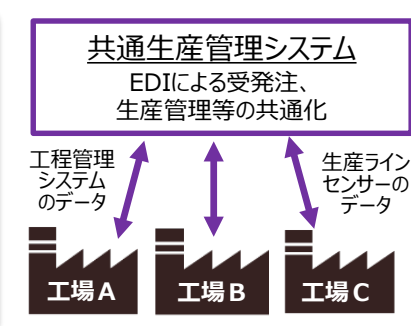 共通生産管理システム
EDIによる受発注、
生産管理等の共通化
工程管理
システム
のデータ
生産ライン
センサーの
データ
工場A
工場B
工場C